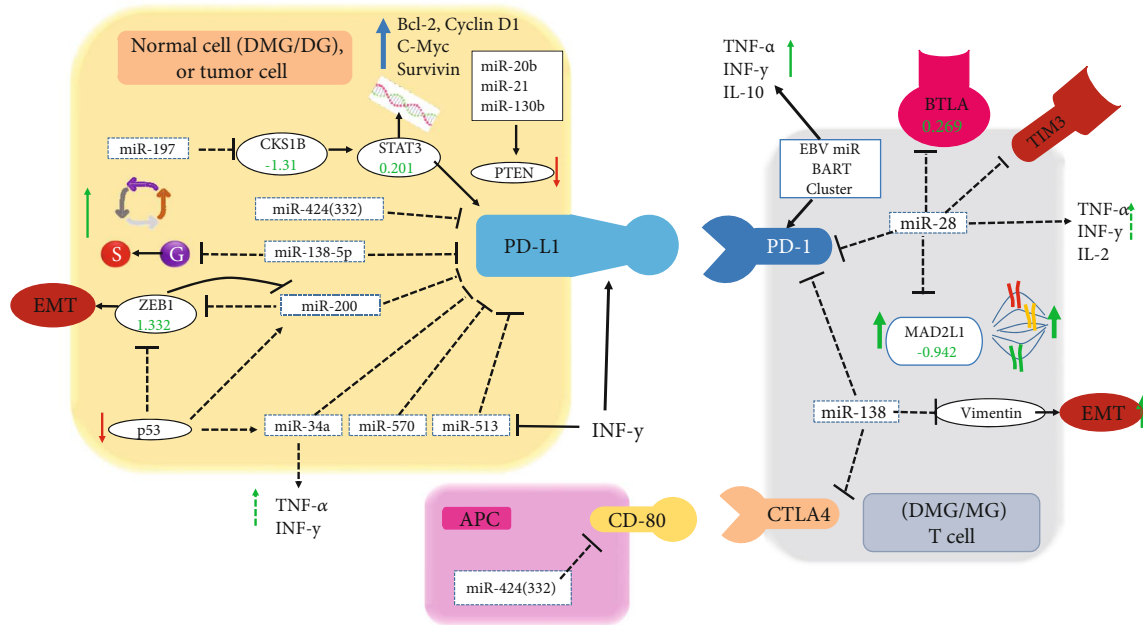 Normal cell (DMG/DG),
or tumor cell
Bcl-2, Cyclin D1
C-Myc
Survivin
miR-20b
miR-21
miR-130b
miR-197
CKS1B
-1.31
STAT3
0.201
PTEN
miR-424(332)
S
G
miR-138-5p
PD-L1
EMT
ZEB1
1.332
miR-200
p53
miR-34a
miR-570
miR-513
INF-y
TNF-α
INF-y
TNF-α
INF-y
IL-10
EBV miR
BART
Cluster
PD-1
BTLA
0.269
TIM3
miR-28
TNF-α
INF-y
IL-2
MAD2L1
-0.942
miR-138
Vimentin
EMT
APC
CD-80
CTLA4
miR-424(332)
(DMG/MG)
T cell